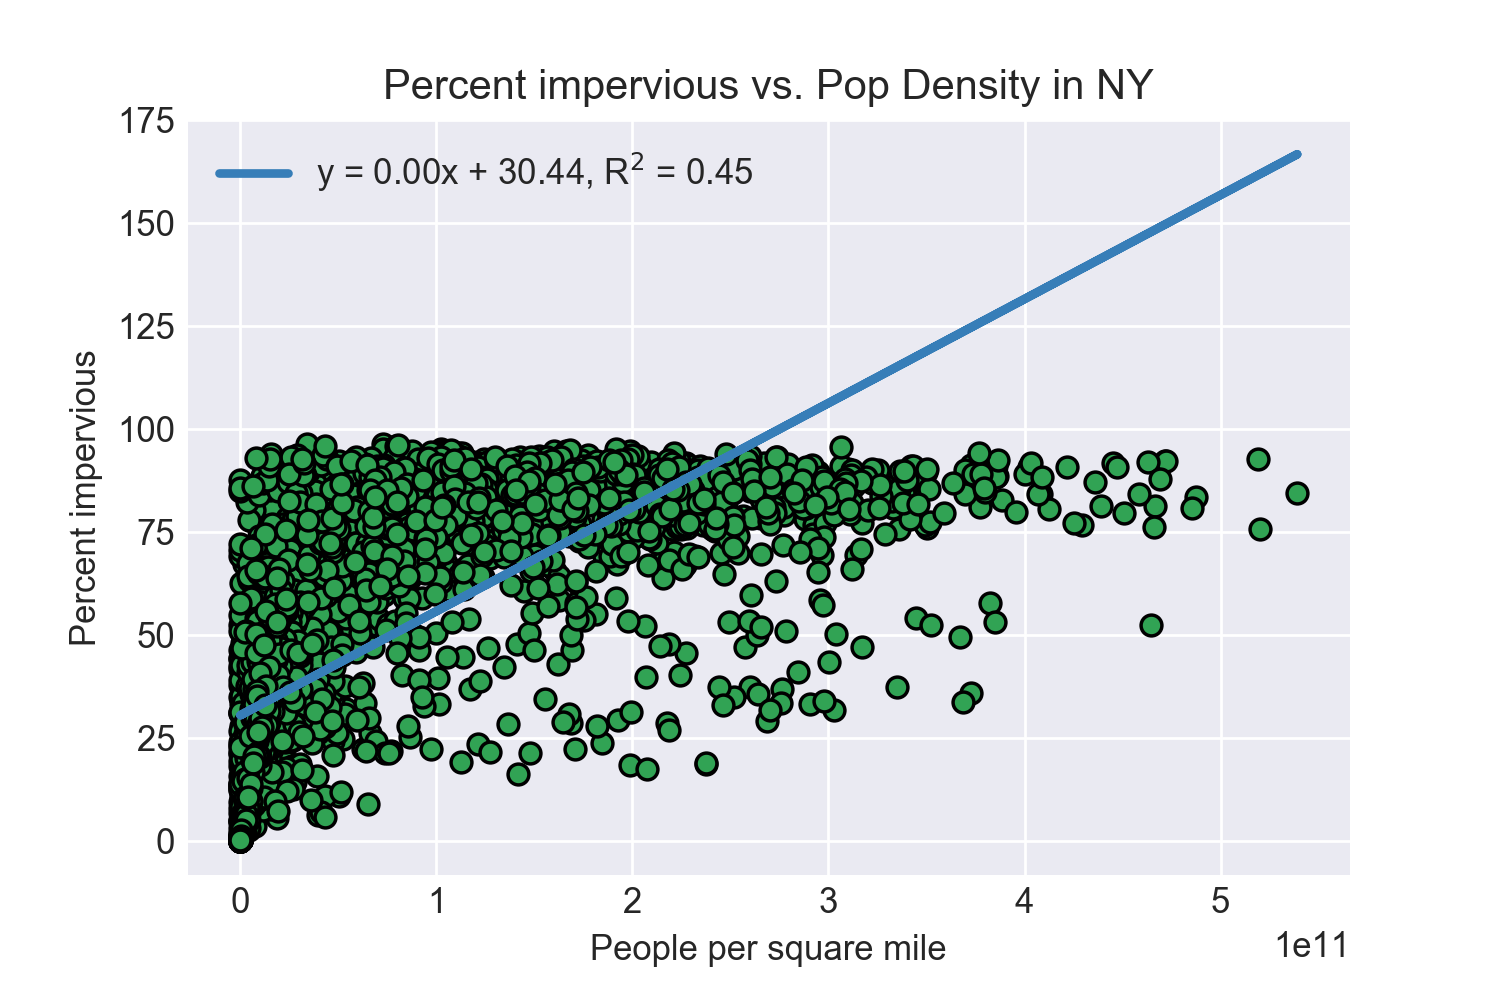 Percent impervious vs. Pop Density in NY
y = 0.00x + 30.44, R² = 0.45
Percent impervious
175
150
125
100
75
50
25
0
0 1 2 3 4 5
1e11
People per square mile